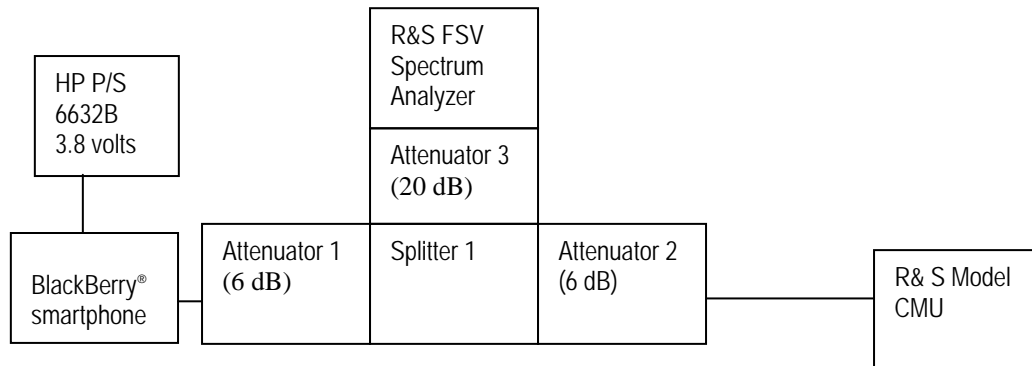 R&S FSV
Spectrum
Analyzer
HP P/S
6632B
3.8 volts
Attenuator 3
(20 dB)
Attenuator 1
(6 dB)
Splitter 1
Attenuator 2
(6 dB)
BlackBerry®
smartphone
R& S Model
CMU